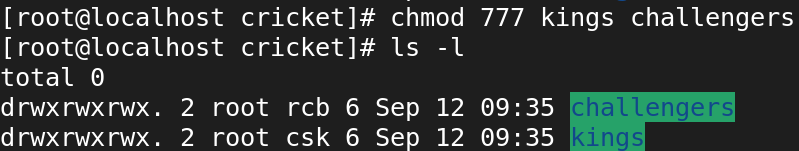 [root@localhost cricket]# chmod 777 kings challengers
[root@localhost cricket]# ls -l
total 0
drwxrwxrwx. 2 root rcb 6 Sep 12 09:35 challengers
drwxrwxrwx. 2 root csk 6 Sep 12 09:35 kings